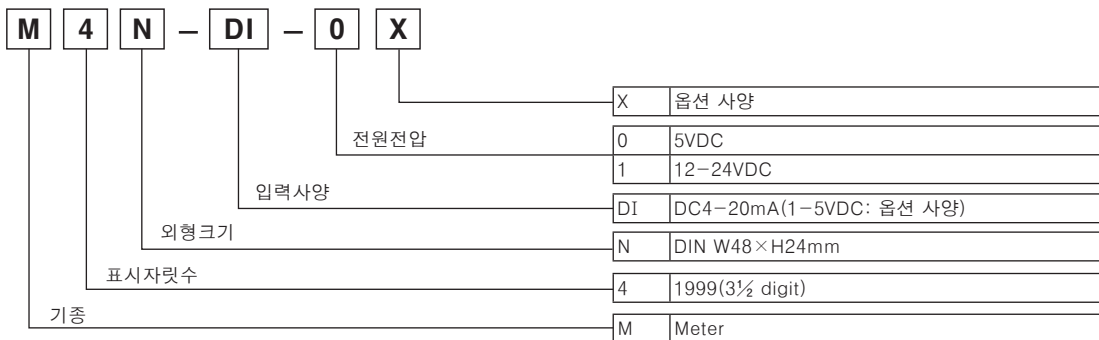 M 4 N - DI - 0 X
X 옵션 사양
전원전압 0 5VDC
1 12-24VDC
입력사양 DI DC4-20mA(1-5VDC: 옵션 사양)
외형크기 N DIN W48×H24mm
표시자릿수 4 1999(3½ digit)
기종 M Meter